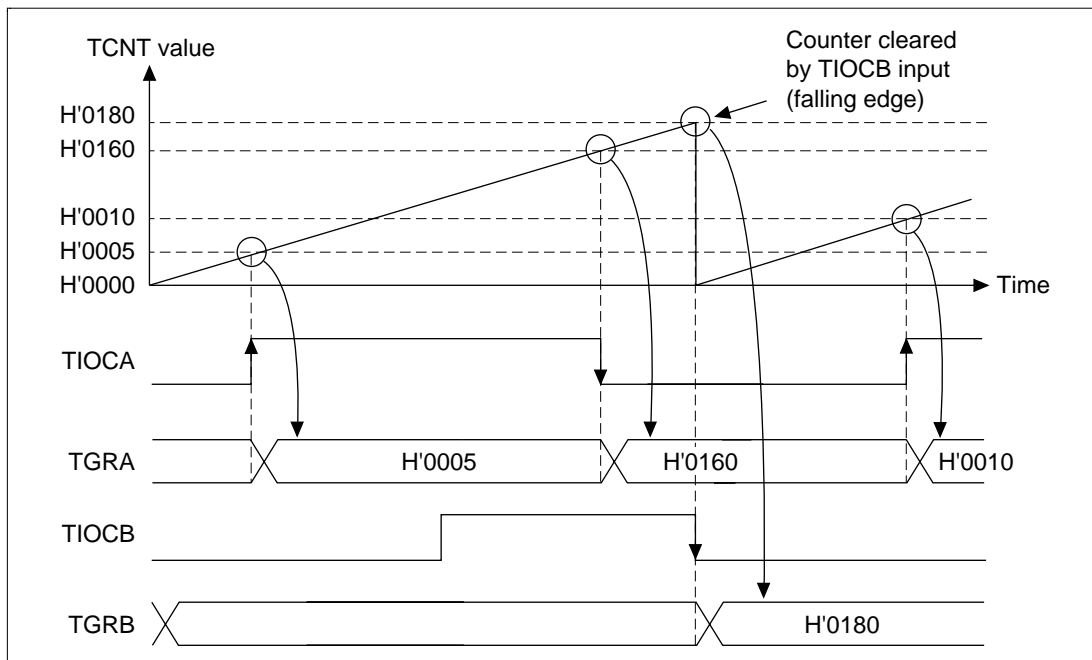 TCNT value
Counter cleared
by TIOCB input
(falling edge)
H'0180
H'0160
H'0010
H'0005
H'0000
Time
TIOCA
TGRA
H'0005
H'0160
H'0010
TIOCB
TGRB
H'0180